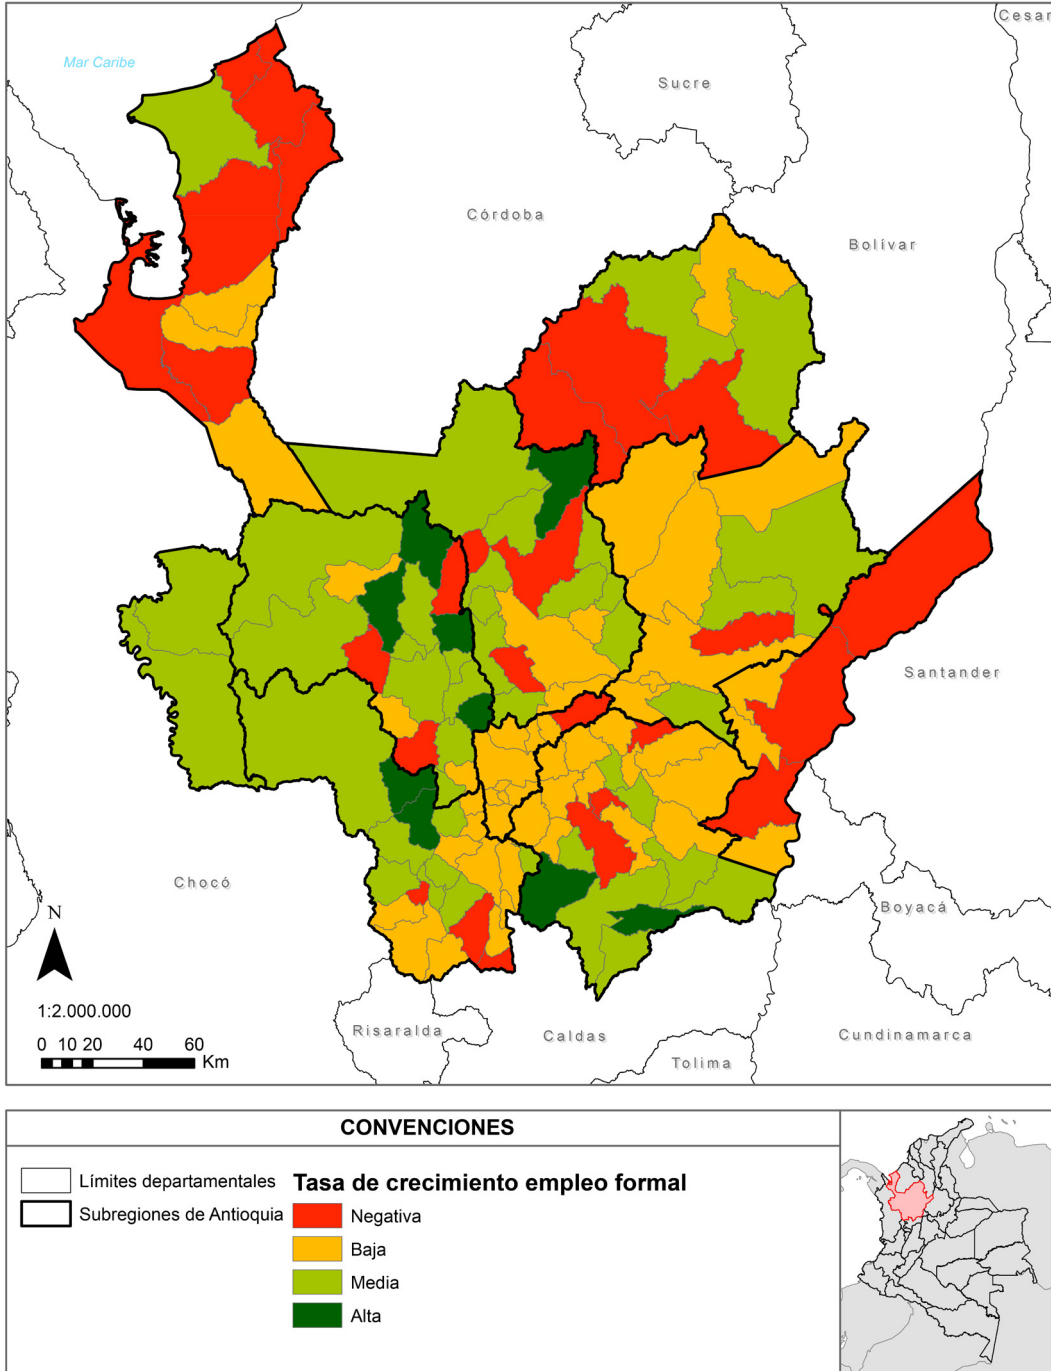 Cesar
Mar Caribe
Sucre
Córdoba
Bolívar
Santander
Chocó
Boyacá
N
1:2.000.000
Risaralda
Caldas
Cundinamarca
Tolima
0 10 20 40 60
Km
CONVENCIONES
Límites departamentales
Subregiones de Antioquia
Tasa de crecimiento empleo formal
Negativa
Baja
Media
Alta